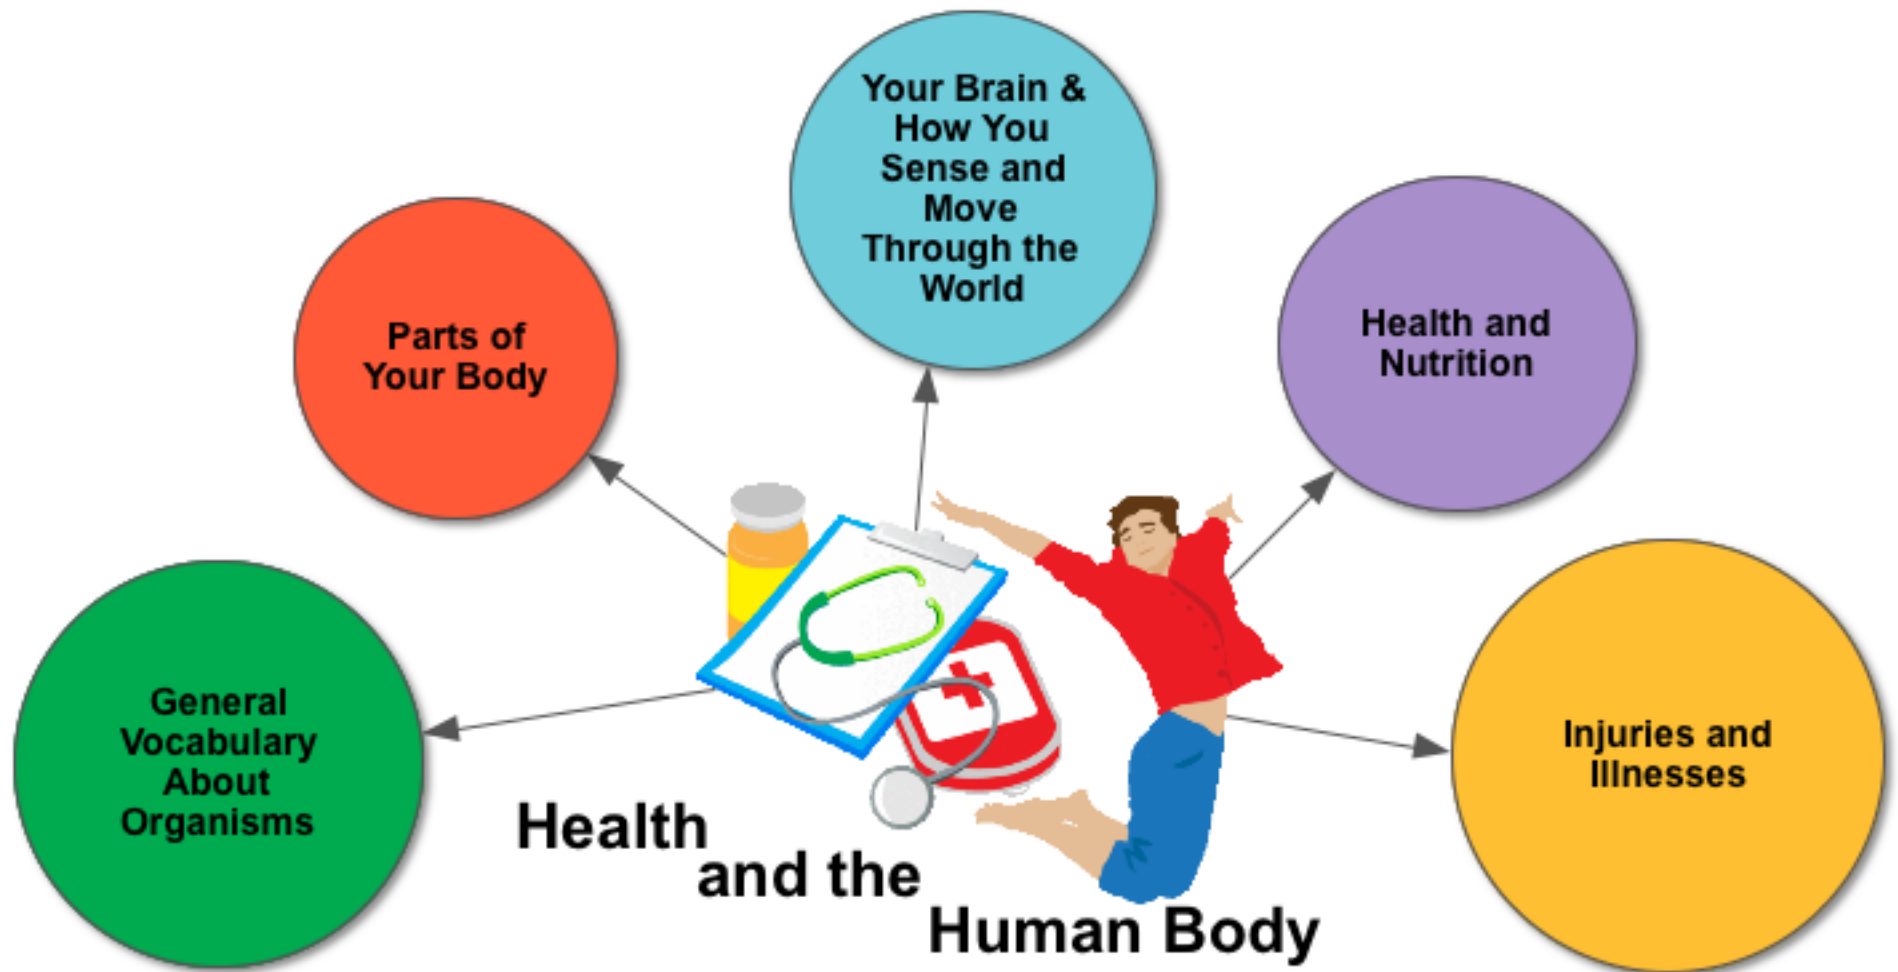 Your Brain &
How You
Sense and
Move
Through the
World
Parts of
Your Body
Health and
Nutrition
General
Vocabulary
About
Organisms
Injuries and
Illnesses
Health
and the
Human Body